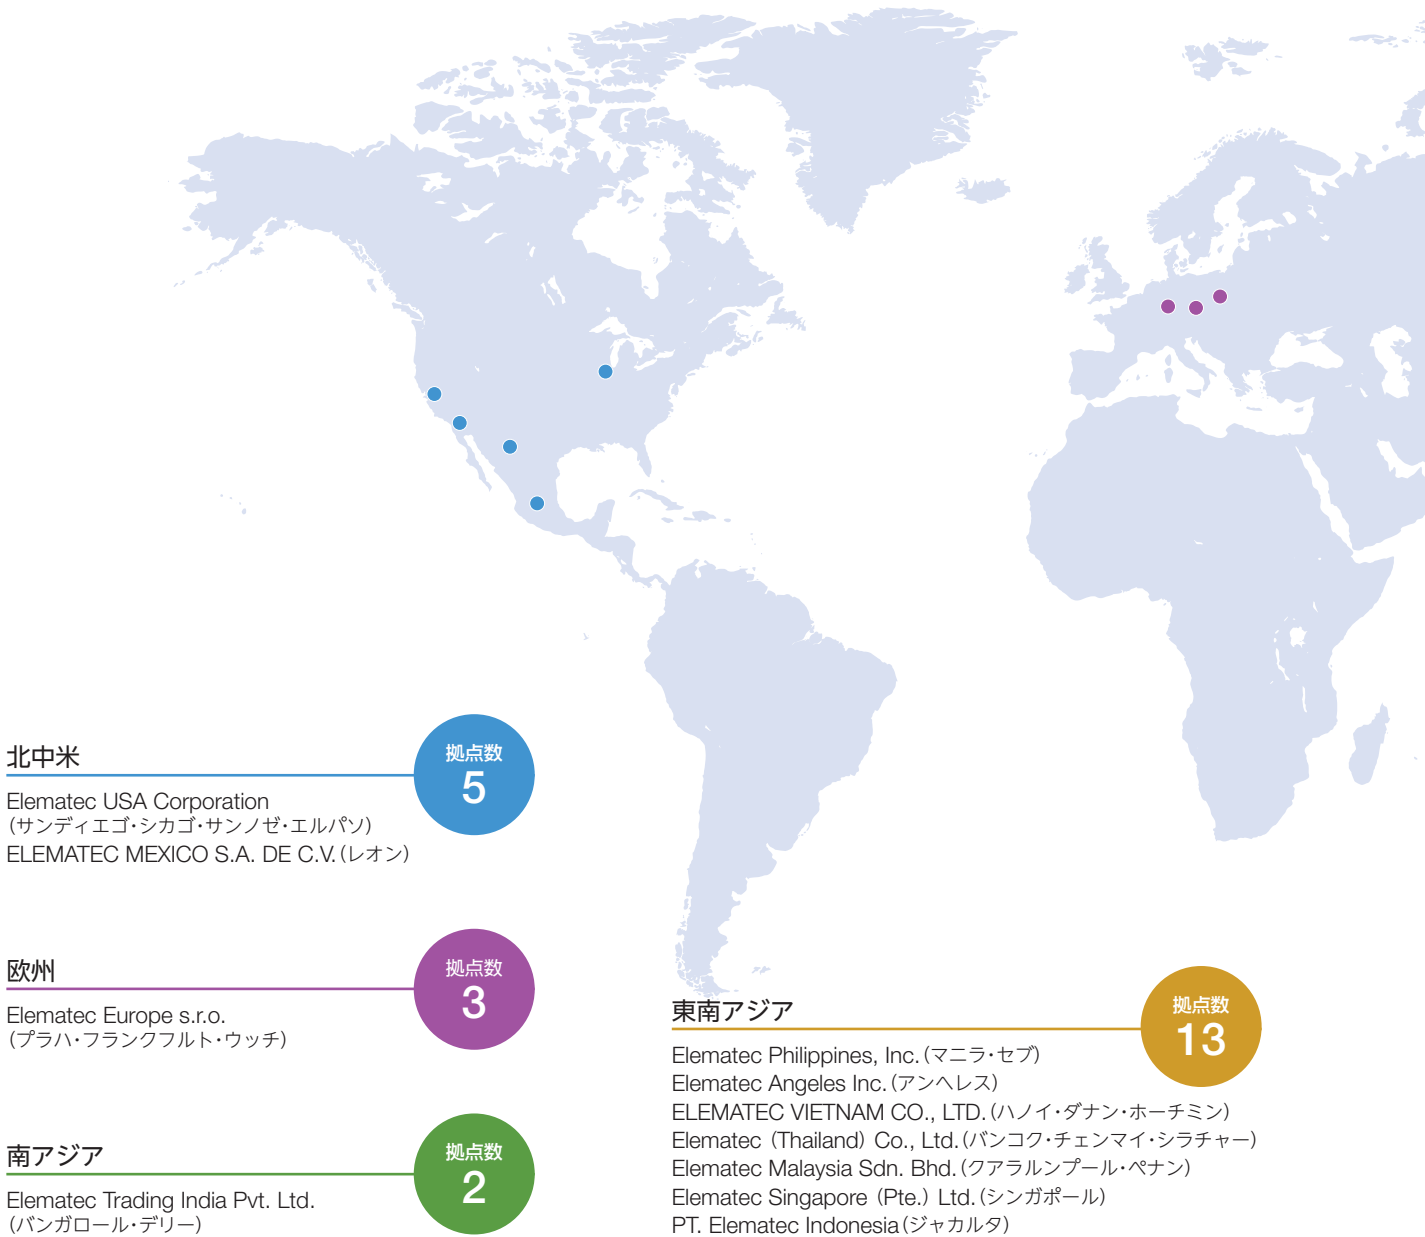 北中米
拠点数
5
Elematec USA Corporation
（サンディエゴ・シカゴ・サンノゼ・エルパソ）
ELEMATEC MEXICO S.A. DE C.V.（レオン）
欧州
拠点数
3
Elematec Europe s.r.o.
（プラハ・フランクフルト・ウッチ）
南アジア
拠点数
2
Elematec Trading India Pvt. Ltd.
（バンガロール・デリー）
東南アジア
拠点数
13
Elematec Philippines, Inc.（マニラ・セブ）
Elematec Angeles Inc.（アンヘレス）
ELEMATEC VIETNAM CO., LTD.（ハノイ・ダナン・ホーチミン）
Elematec （Thailand） Co., Ltd.（バンコク・チェンマイ・シラチャー）
Elematec Malaysia Sdn. Bhd.（クアラルンプール・ペナン）
Elematec Singapore （Pte.） Ltd.（シンガポール）
PT. Elematec Indonesia（ジャカルタ）